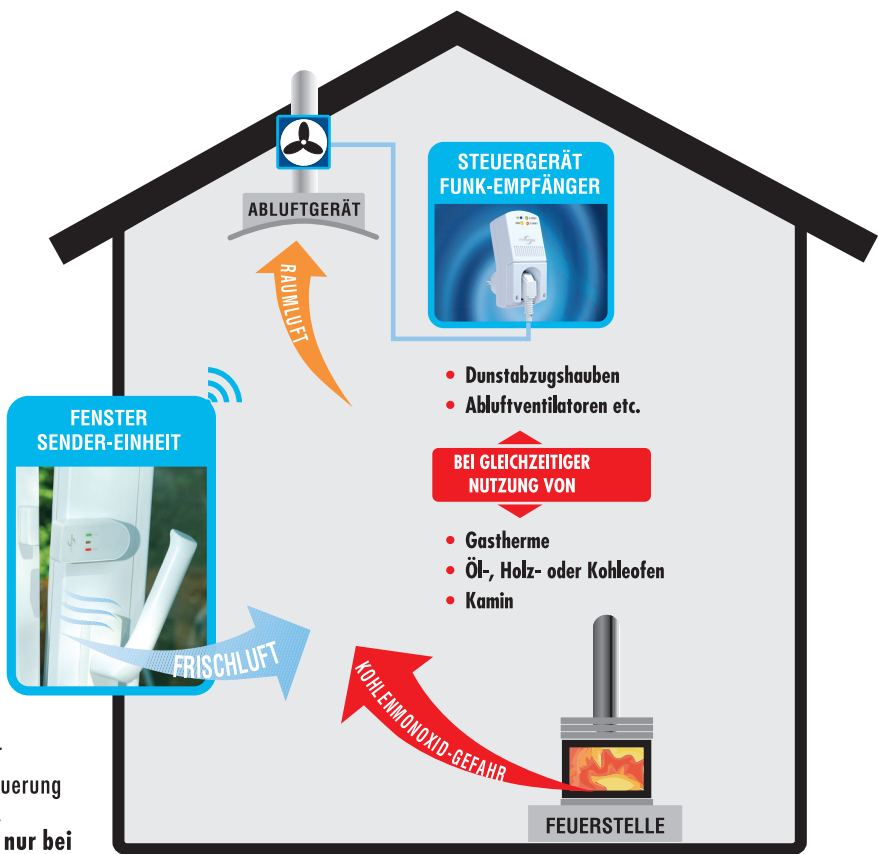 STEUERGERÄT
FUNK-EMPFÄNGER
ABLUFTGERÄT
RAUMLUFT
• Dunstabzugshauben
• Abluftventilatoren etc.
FENSTER
SENDER-EINHEIT
BEI GLEICHZEITIGER
NUTZUNG VON
• Gastherme
• Öl-, Holz- oder Kohleofen
• Kamin
FRISCHLUFT
KOHLENMONOXID-GEFAHR
FEUERSTELLE
uerung
nur bei